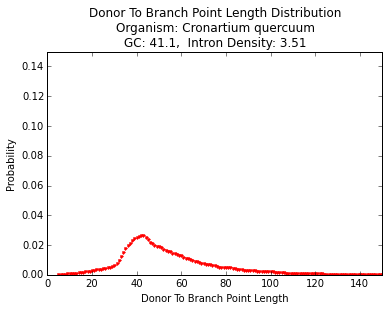 Donor To Branch Point Length Distribution
Organism: Cronartium quercuum
GC: 41.1,  Intron Density: 3.51
0.14
0.12
0.10
0.08
0.06
0.04
0.02
0.00
Probability
0 20 40 60 80 100 120 140
Donor To Branch Point Length